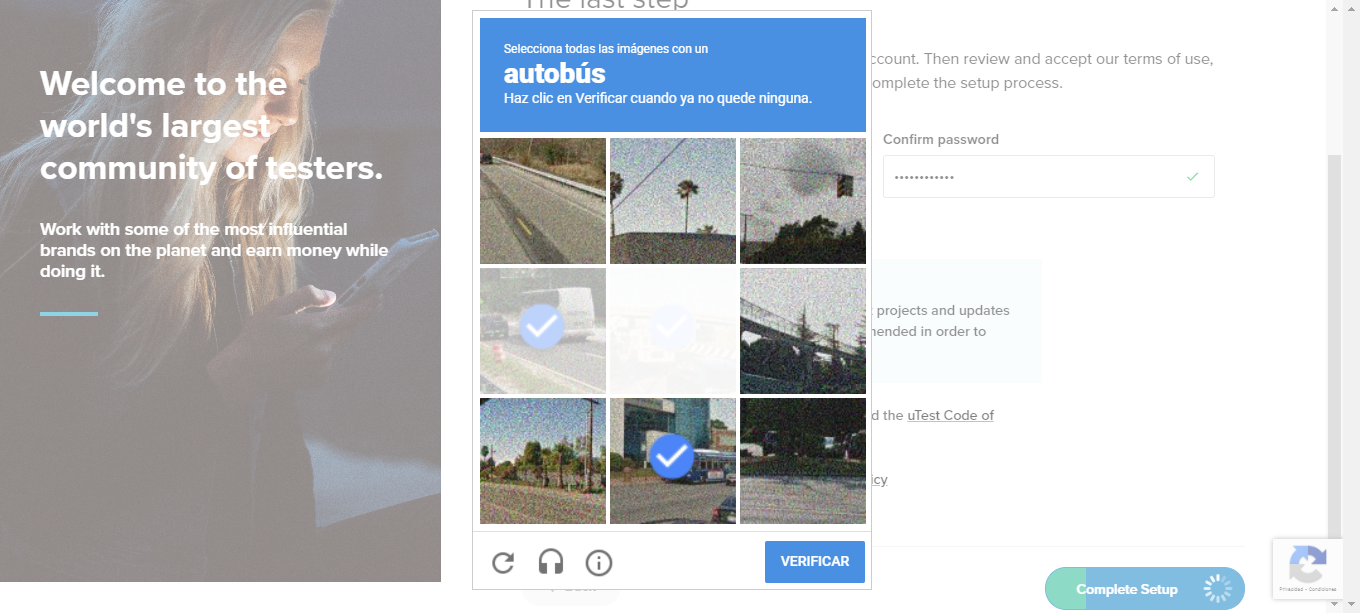 The last step
Welcome to the
world's largest
community of testers.
Work with some of the most influential
brands on the planet and earn money while
doing it.
Selecciona todas las imágenes con un
autobús
Haz clic en Verificar cuando ya no quede ninguna.
VERIFICAR
ccount. Then review and accept our terms of use,
omplete the setup process.
Confirm password
projects and updates
nended in order to
d the uTest Code of
icy
Complete Setup
Privacidad - Condiciones